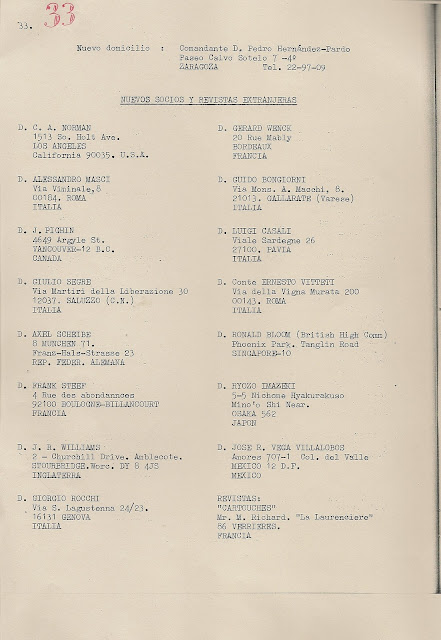 33.
33
Nuevo domicilio : Comandante D. Pedro Hernández-Pardo
Paseo Calvo Sotelo 7 -4º
ZARAGOZA Tel. 22-97-09
NUEVOS SOCIOS Y REVISTAS EXTRANJERAS
D. C. A. NORMAN
1513 So. Holt Ave.
LOS ANGELES
California 90035. U.S.A.
D. GERARD WENCK
20 Rue Mably
BORDEAUX
FRANCIA
D. ALESSANDRO MASCI
Via Viminale,8
00184. ROMA
ITALIA
D. GUIDO BONGIORNI
Via Mons. A. Macchi, 8.
21013. GALLARATE (Varese)
ITALIA
D. J. PIGHIN
4649 Argyle St.
VANCOUVER-12 B.C.
CANADA
D. LUIGI CASALI
Viale Sardegne 26
27100. PAVIA
ITALIA
D. GIULIO SEGRE
Via Martiri della Liberazione 30
12037. SALUZZO (C.N.)
ITALIA
D. Conte ERNESTO VITTETI
Via della Vigna Murata 200
00143. ROMA
ITALIA
D. AXEL SCHEIBE
8 MUNCHEN 71.
Franz-Hals-Strasse 23
REP. FEDER. ALEMANA
D. RONALD BLOOM (British High Comm)
Phoenix Park. Tanglin Road
SINGAPORE-10
D. FRANK STEEF
4 Rue des abondannces
92100 BOULOGNE-BILLANCOURT
FRANCIA
D. RYOZO IMAZEKI
5-5 Nichome Hyakurakuso
Mino'o Shi Near.
OSAKA 562
JAPON
D. J. R. WILLIAMS
2 - Churchill Drive. Amblecote.
STOURBRIDGE.Worc. DY 8 4JS
INGLATERRA
D. JOSE R. VEGA VILLALOBOS
Amores 707-1 Col. del Valle
MEXICO 12 D.F.
MEXICO
D. GIORGIO ROCCHI
Via S. Lagustenna 24/23.
16131 GENOVA
ITALIA
REVISTAS:
"CARTOUCHES"
Mr. M. Richard. "La Laurenciere"
86 VERRIERES.
FRANCIA